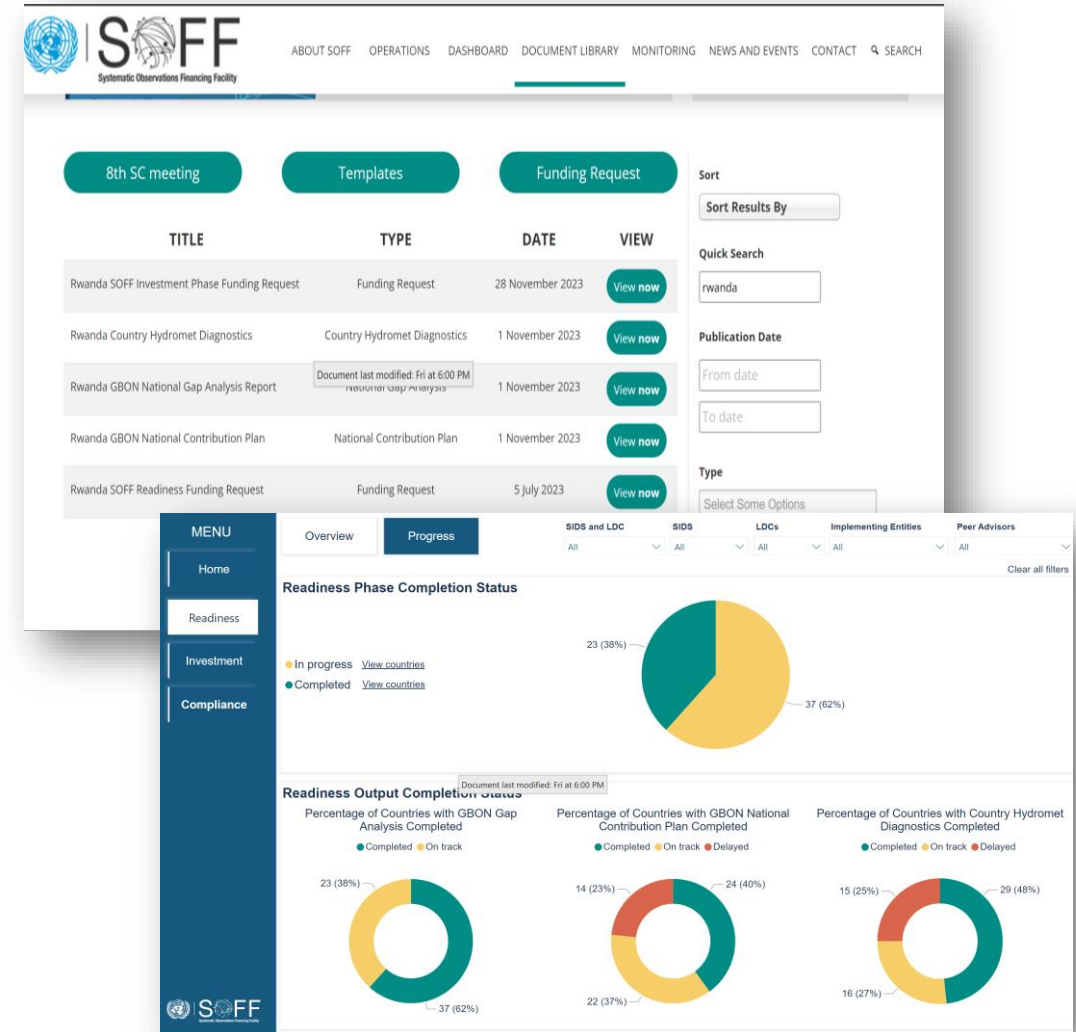 SOFF
Systematic Observations Financing Facility
ABOUT SOFF OPERATIONS DASHBOARD DOCUMENT LIBRARY MONITORING NEWS AND EVENTS CONTACT SEARCH
8th SC meeting Templates Funding Request
Sort
Sort Results By
TITLE TYPE DATE VIEW
Quick Search
rwanda
Rwanda SOFF Investment Phase Funding Request Funding Request 28 November 2023 View now
Rwanda Country Hydromet Diagnostics Country Hydromet Diagnostics 1 November 2023 View now
Publication Date
Document last modified: Fri at 6:00 PM
From date
Rwanda GBON National Gap Analysis Report National Gap Analysis 1 November 2023 View now
To date
Rwanda GBON National Contribution Plan National Contribution Plan 1 November 2023 View now
Type
Select Some Options
Rwanda SOFF Readiness Funding Request Funding Request 5 July 2023 View now
MENU
Home
Readiness
Investment
Compliance
SOFF
Overview Progress
SIDS and LDC SIDS LDCs Implementing Entities Peer Advisors
All All All All All
Clear all filters
Readiness Phase Completion Status
23 (38%)
In progress View countries
Completed View countries
37 (62%)
Document last modified: Fri at 6:00 PM
Readiness Output Completion Status
Percentage of Countries with GBON Gap
Analysis Completed
Completed On track
23 (38%)
37 (62%)
Percentage of Countries with GBON National
Contribution Plan Completed
Completed On track Delayed
14 (23%)
24 (40%)
22 (37%)
Percentage of Countries with Country Hydromet
Diagnostics Completed
Completed On track Delayed
15 (25%)
29 (48%)
16 (27%)